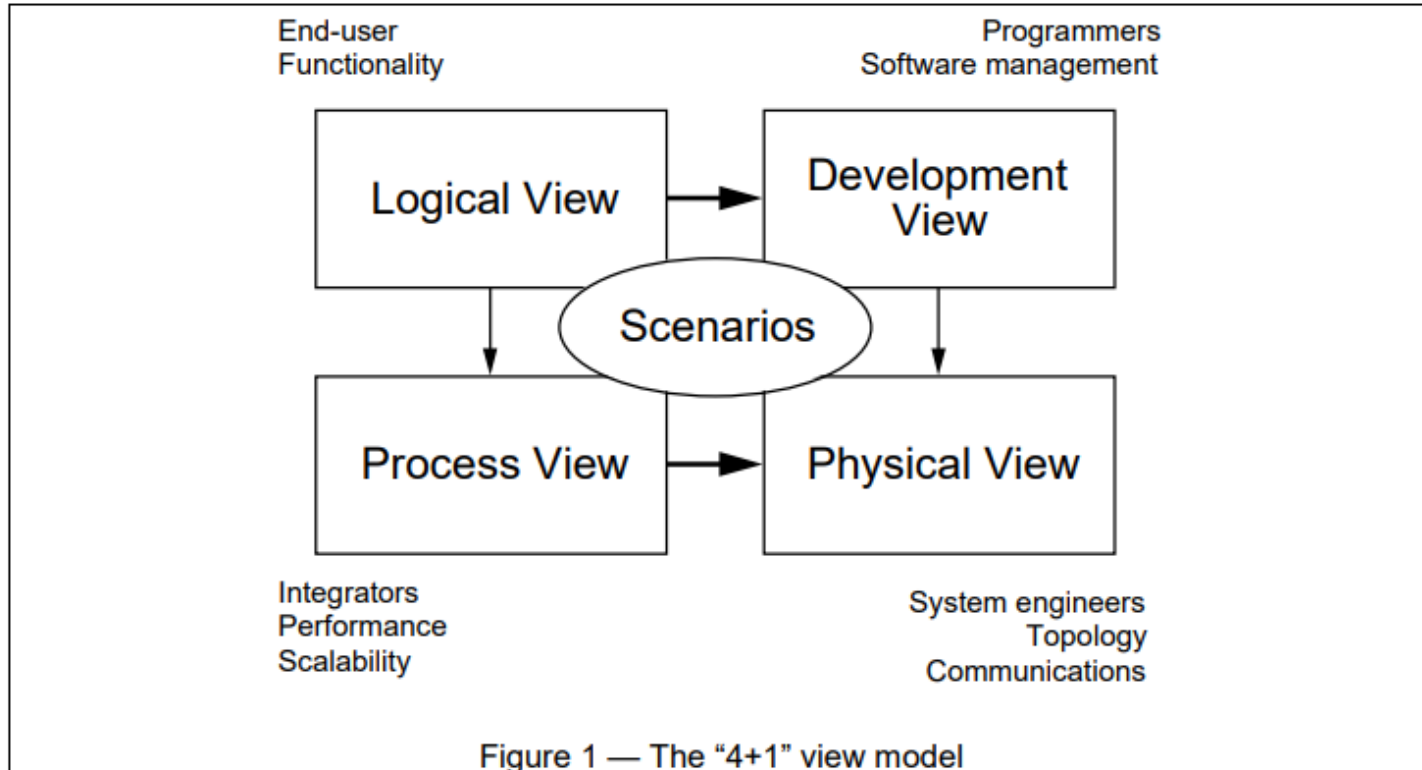 End-user
Functionality
Programmers
Software management
Logical View
Development
View
Scenarios
Process View
Physical View
Integrators
Performance
Scalability
System engineers
Topology
Communications
Figure 1 — The “4+1” view model